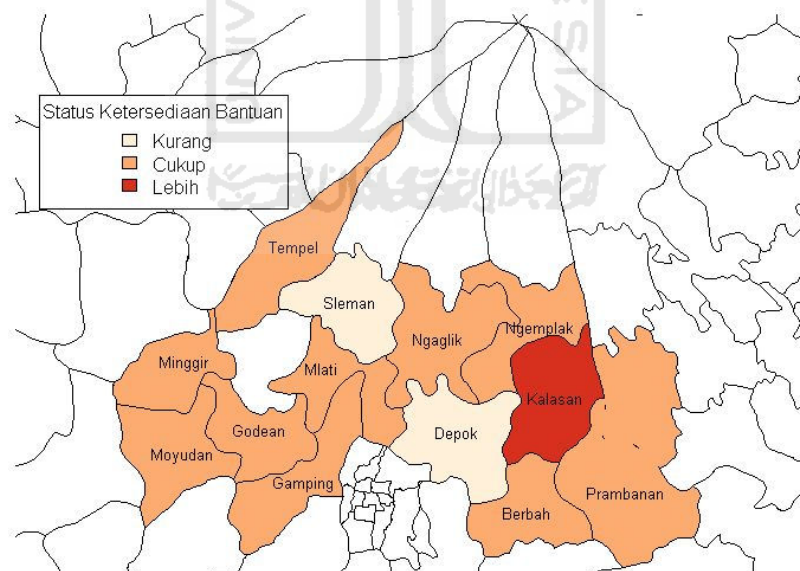 Status Ketersediaan Bantuan
Kurang
Cukup
Lebih
Tempel
Sleman
Ngaglik
Ngemplak
Minggir
Mlati
Kalasan
Godean
Depok
Moyudan
Gamping
Prambanan
Berbah